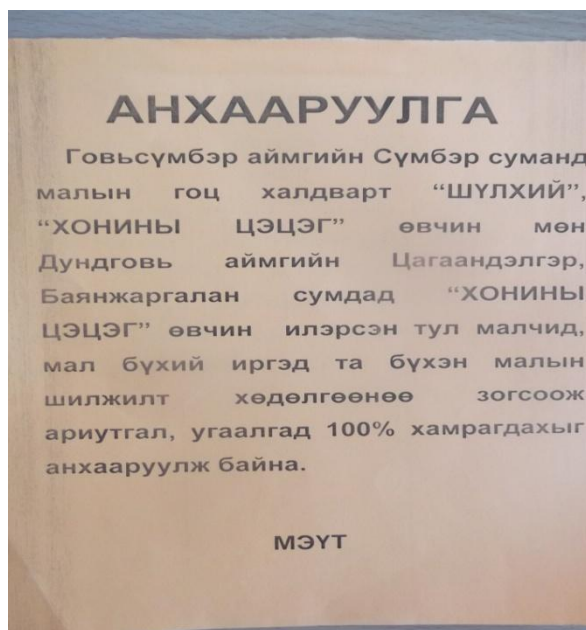 АНХААРУУЛГА
Говьсүмбэр аймгийн Сүмбэр суманд
малын гоц халдварт “ШҮЛХИЙ”,
“ХОНИНЫ ЦЭЦЭГ” өвчин мөн
Дундговь аймгийн Цагаандэлгэр,
Баянжаргалан сумдад “ХОНИНЫ
ЦЭЦЭГ” өвчин илэрсэн тул малчид,
мал бүхий иргэд та бүхэн малын
шилжилт хөдөлгөөнөө зогсоож
ариутгал, угаалгад 100% хамрагдахыг
анхааруулж байна.
МЭҮТ